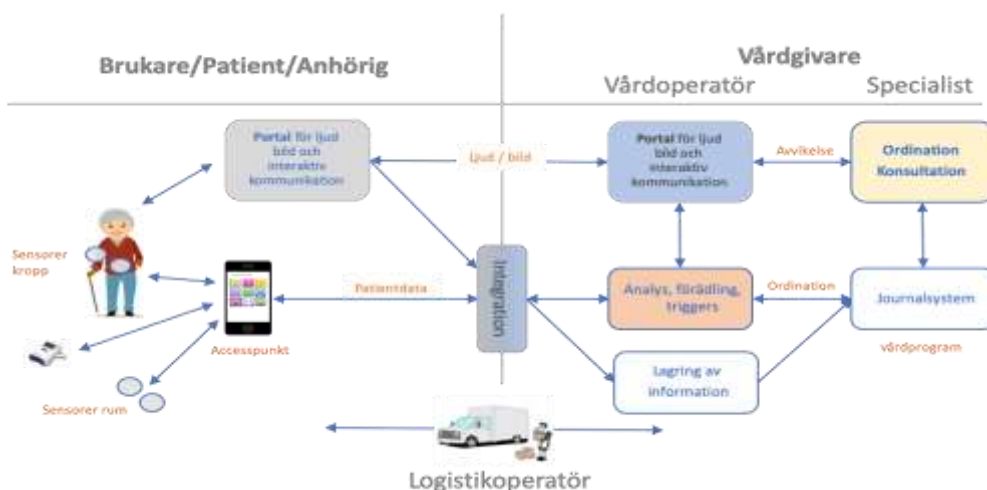 Brukare/Patient/Anhörig
Vårdgivare
Vårdoperatör
Specialist
Portal för ljud
bild och
interaktiv
kommunikation
Ljud / bild
Portal för ljud
bild och
interaktiv
kommunikation
Avvikelse
Ordination
Konsultation
Sensorer
kropp
Patientdata
Integration
Analys, förädling,
triggers
Ordination
Journalsystem
Accesspunkt
vårdprogram
Lagring av
information
Sensorer rum
Logistikoperatör